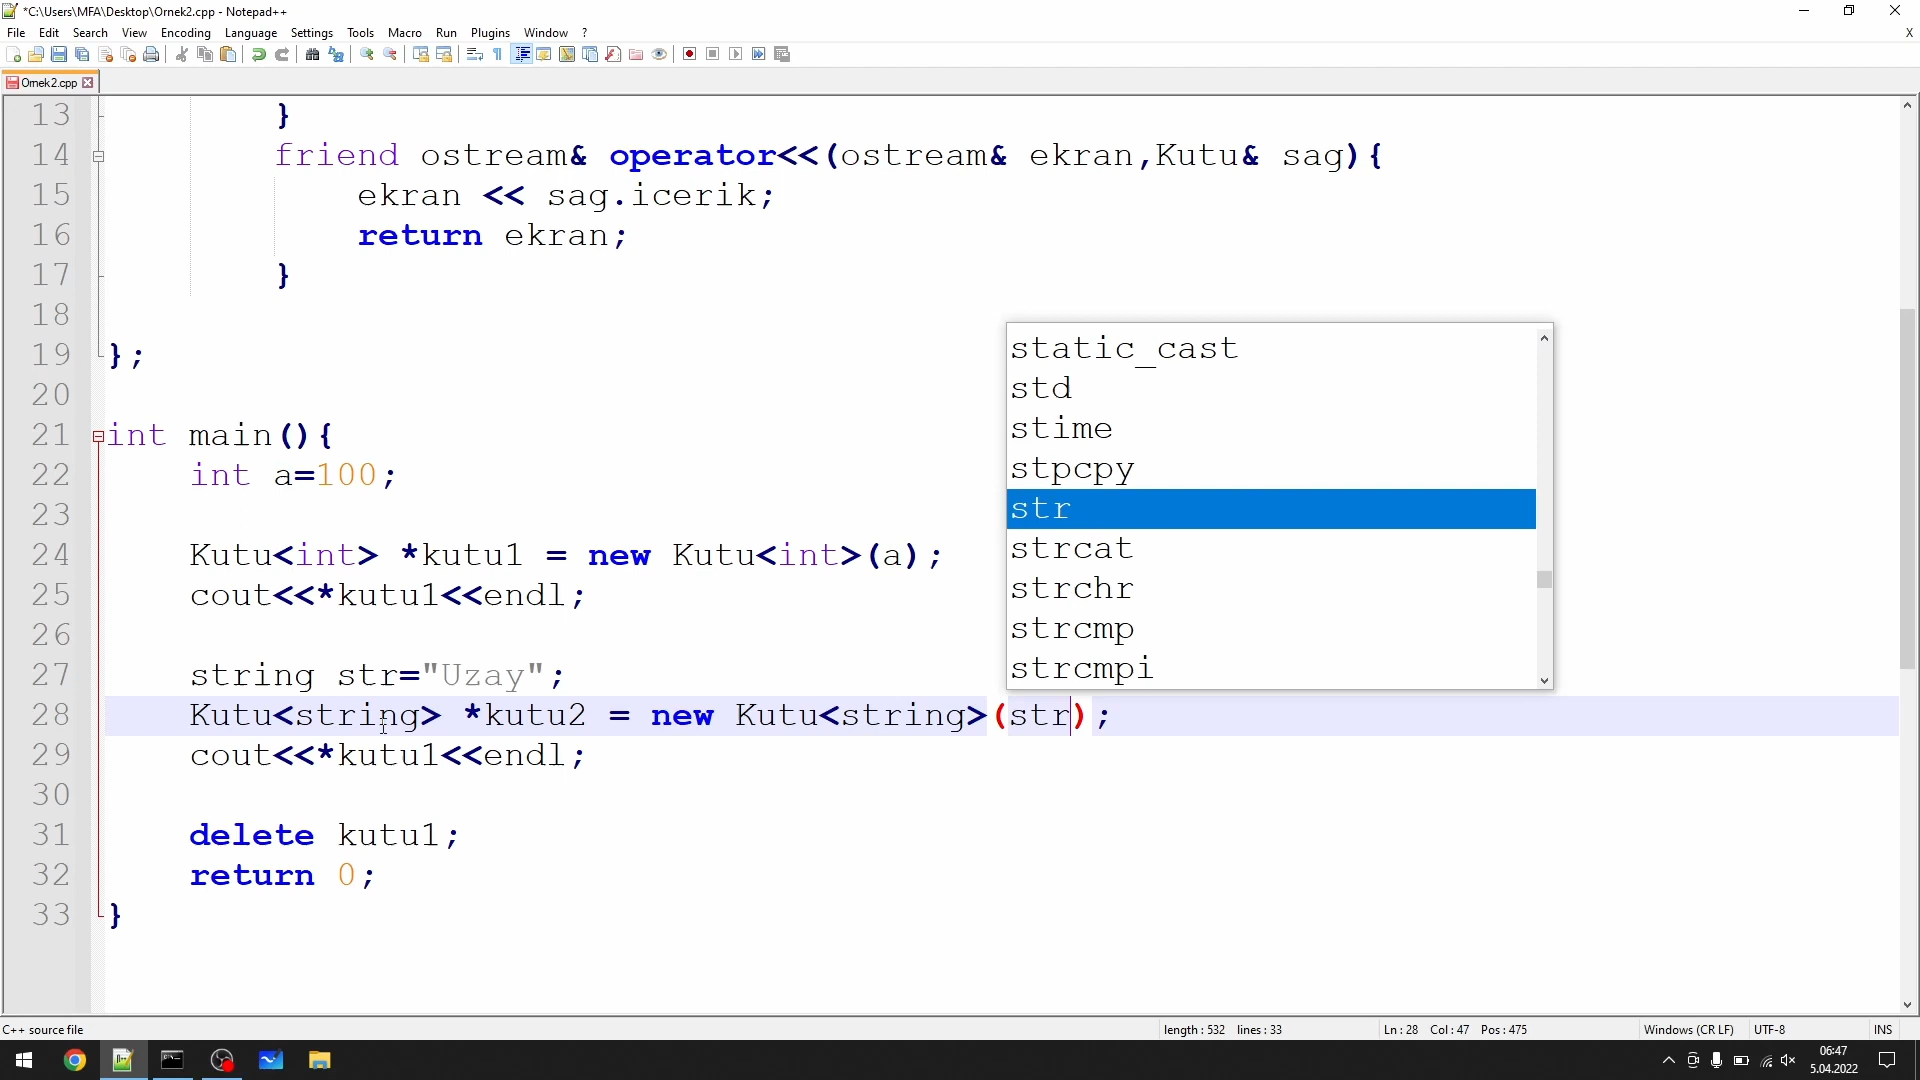 *C:\Users\MFA\Desktop\Ornek2.cpp - Notepad++
File Edit Search View Encoding Language Settings Tools Macro Run Plugins Window ? X
Ornek2.cpp
13 }
14 friend ostream& operator<<(ostream& ekran,Kutu& sag){
15 ekran << sag.icerik;
16 return ekran;
17 }
18
19 };
20
21 int main(){
22 int a=100;
23
24 Kutu<int> *kutu1 = new Kutu<int>(a);
25 cout<<*kutu1<<endl;
26
27 string str="Uzay";
28 Kutu<string> *kutu2 = new Kutu<string>(str);
29 cout<<*kutu1<<endl;
30
31 delete kutu1;
32 return 0;
33 }
static_cast
std
stime
stpcpy
str
strcat
strchr
strcmp
strcmpi
C++ source file length : 532 lines : 33 Ln : 28 Col : 47 Pos : 475 Windows (CR LF) UTF-8 INS
06:47
5.04.2022